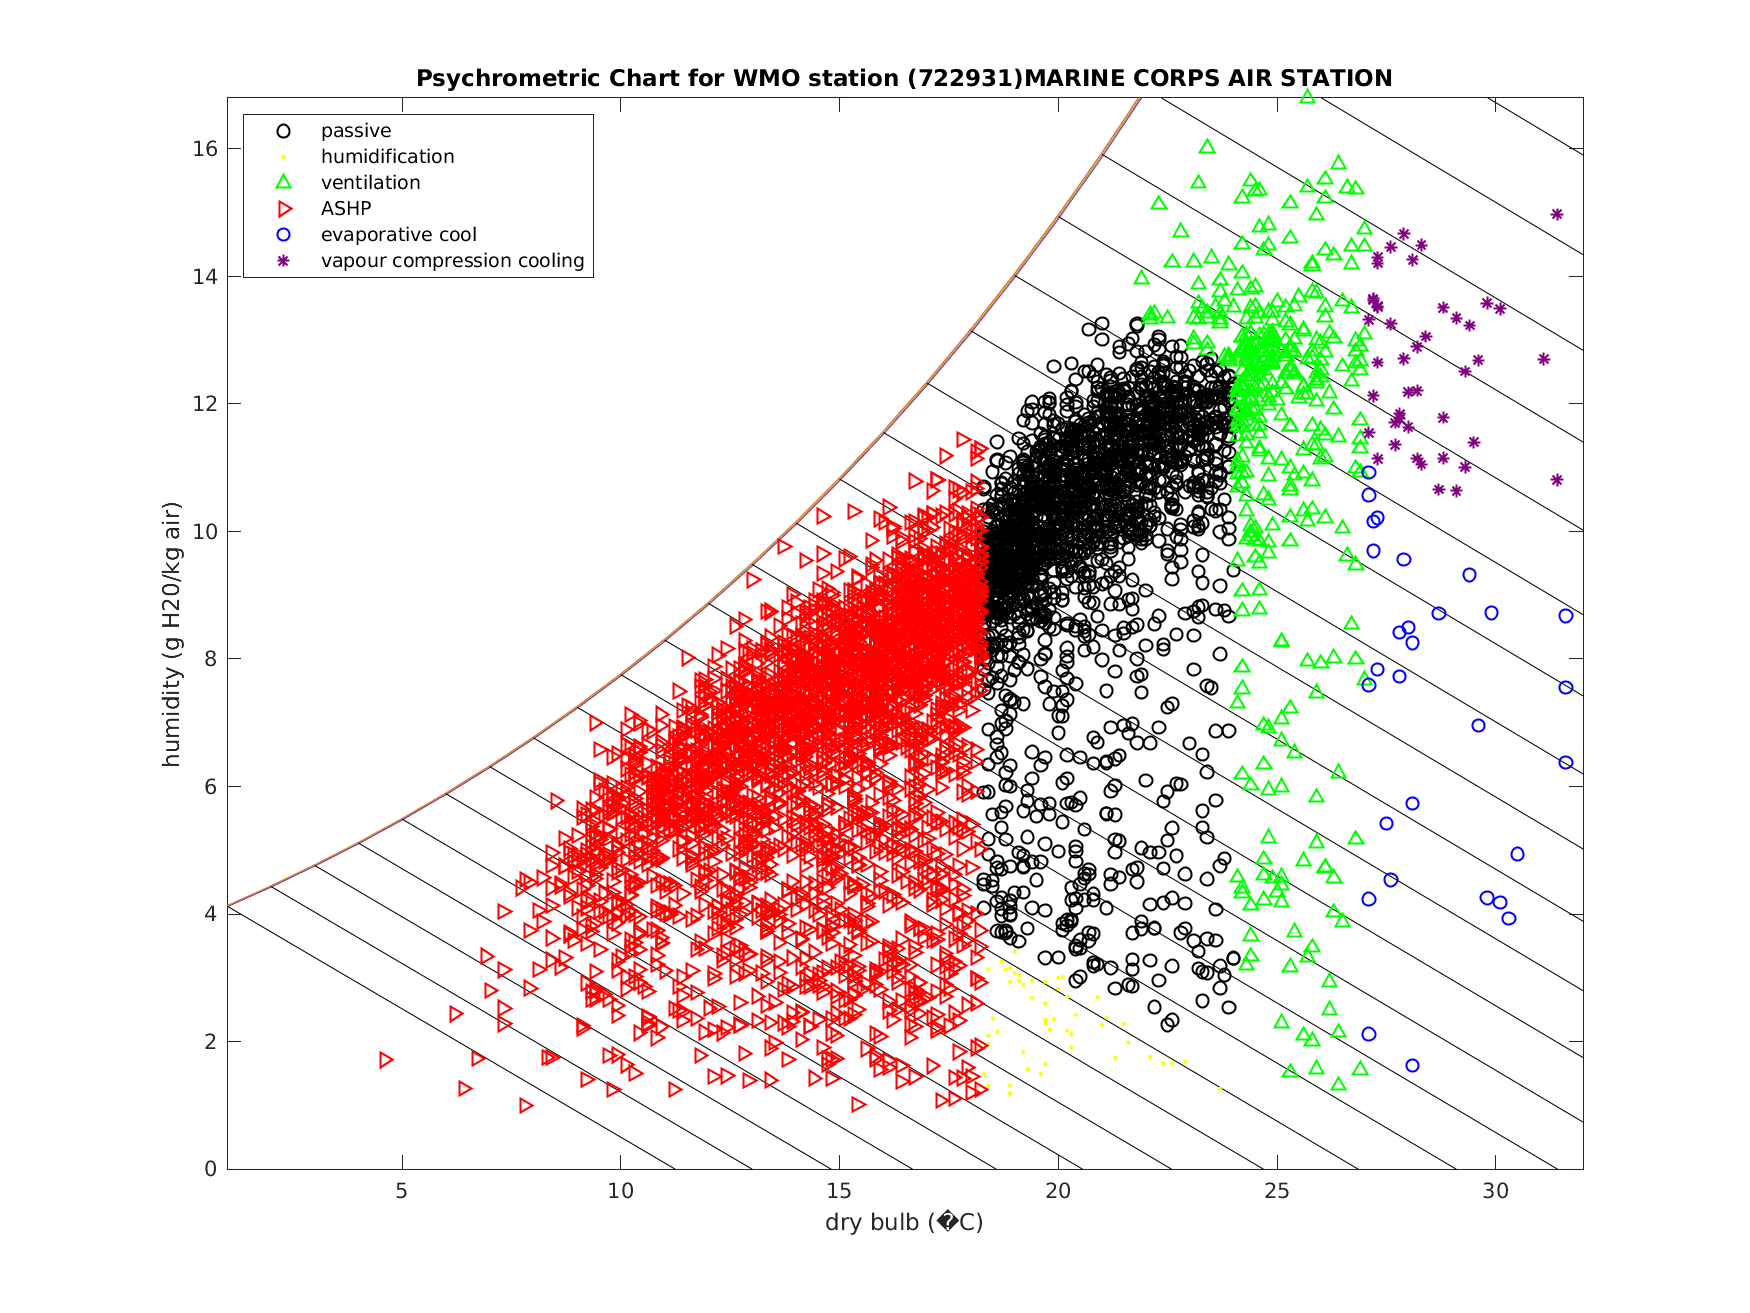 Psychrometric Chart for WMO station (722931)MARINE CORPS AIR STATION
passive
humidification
ventilation
ASHP
evaporative cool
vapour compression cooling
humidity (g H20/kg air)
16
14
12
10
8
6
4
2
0
5 10 15 20 25 30
dry bulb (�C)